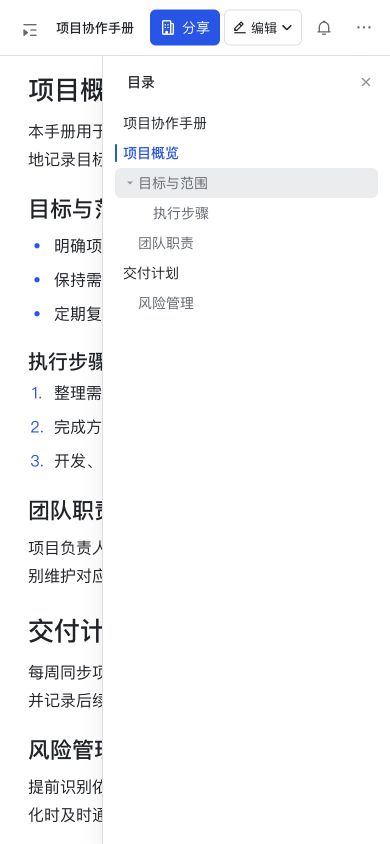 项目协作手册
分享
编辑
目录
项目协作手册
项目概览
目标与范围
执行步骤
团队职责
交付计划
风险管理
项目概
本手册用于
地记录目标
目标与
明确项
保持需
定期复
执行步骤
1. 整理需
2. 完成方
3. 开发、
团队职责
项目负责人
别维护对应
交付计
每周同步项
并记录后续
风险管理
提前识别依
化时及时通